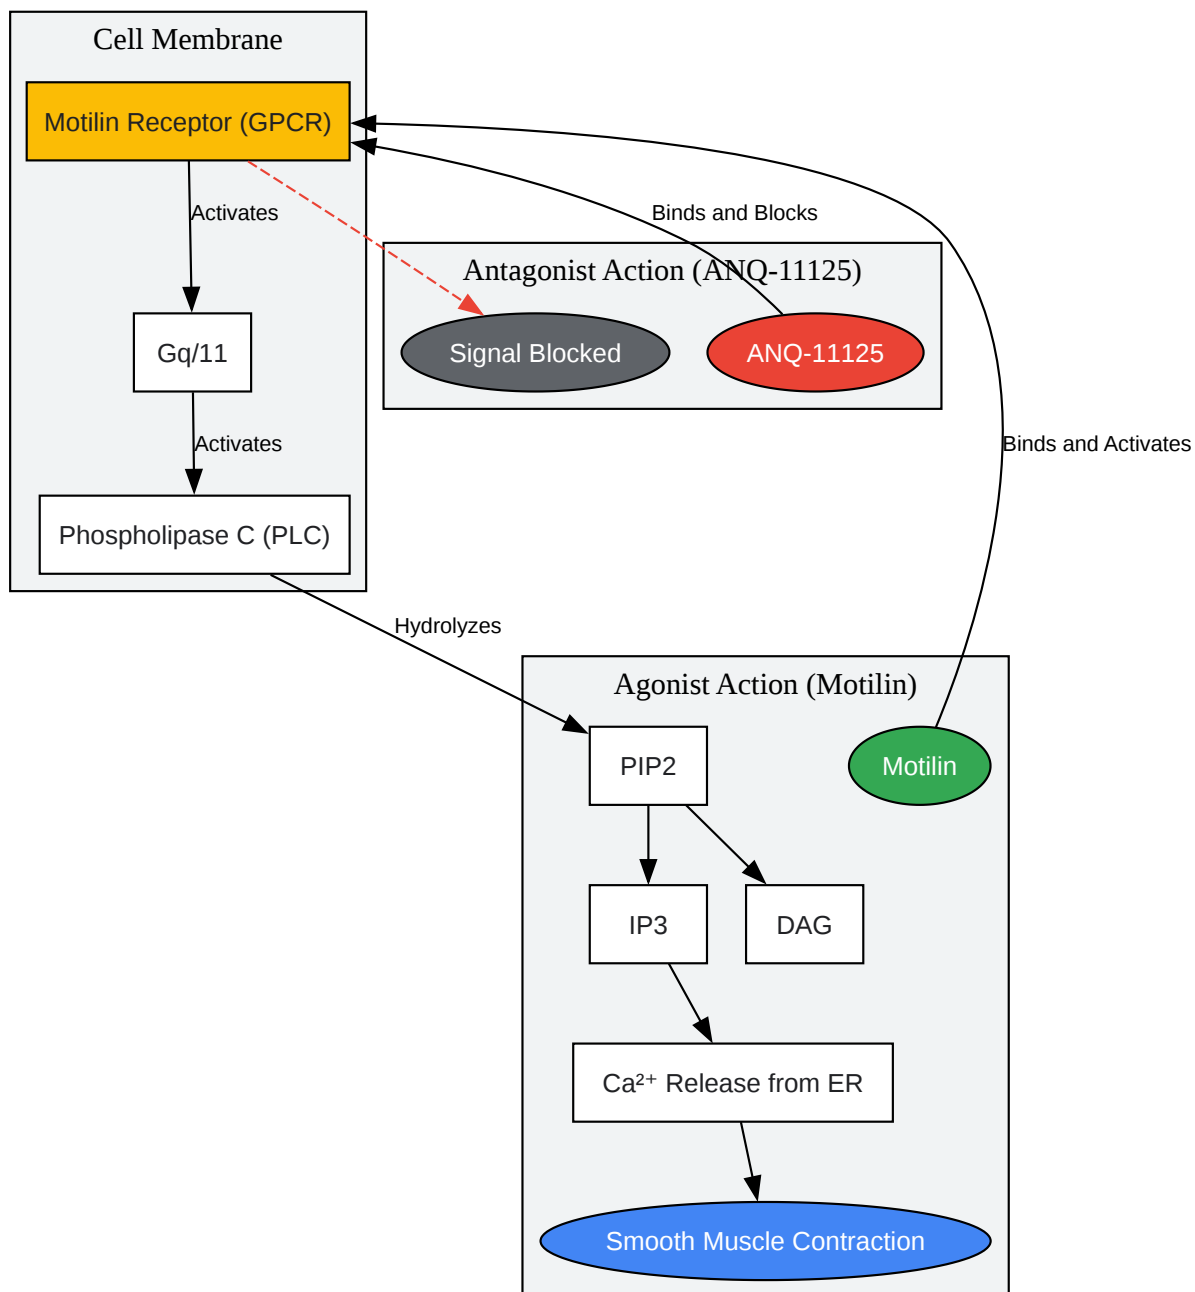 Cell Membrane
Motilin Receptor (GPCR)
Activates
Binds and Blocks
Antagonist Action (ANQ-11125)
Gq/11
Signal Blocked
ANQ-11125
Activates
Binds and Activates
Phospholipase C (PLC)
Hydrolyzes
Agonist Action (Motilin)
PIP2
Motilin
IP3
DAG
Ca²⁺ Release from ER
Smooth Muscle Contraction